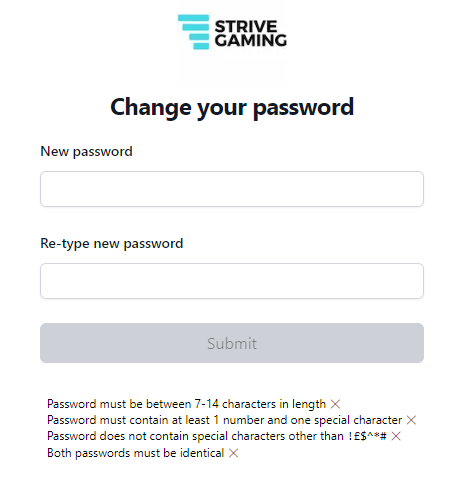 STRIVE
GAMING
Change your password
New password
Re-type new password
Submit
Password must be between 7-14 characters in length ×
Password must contain at least 1 number and one special character ×
Password does not contain special characters other than !£$^*# ×
Both passwords must be identical ×